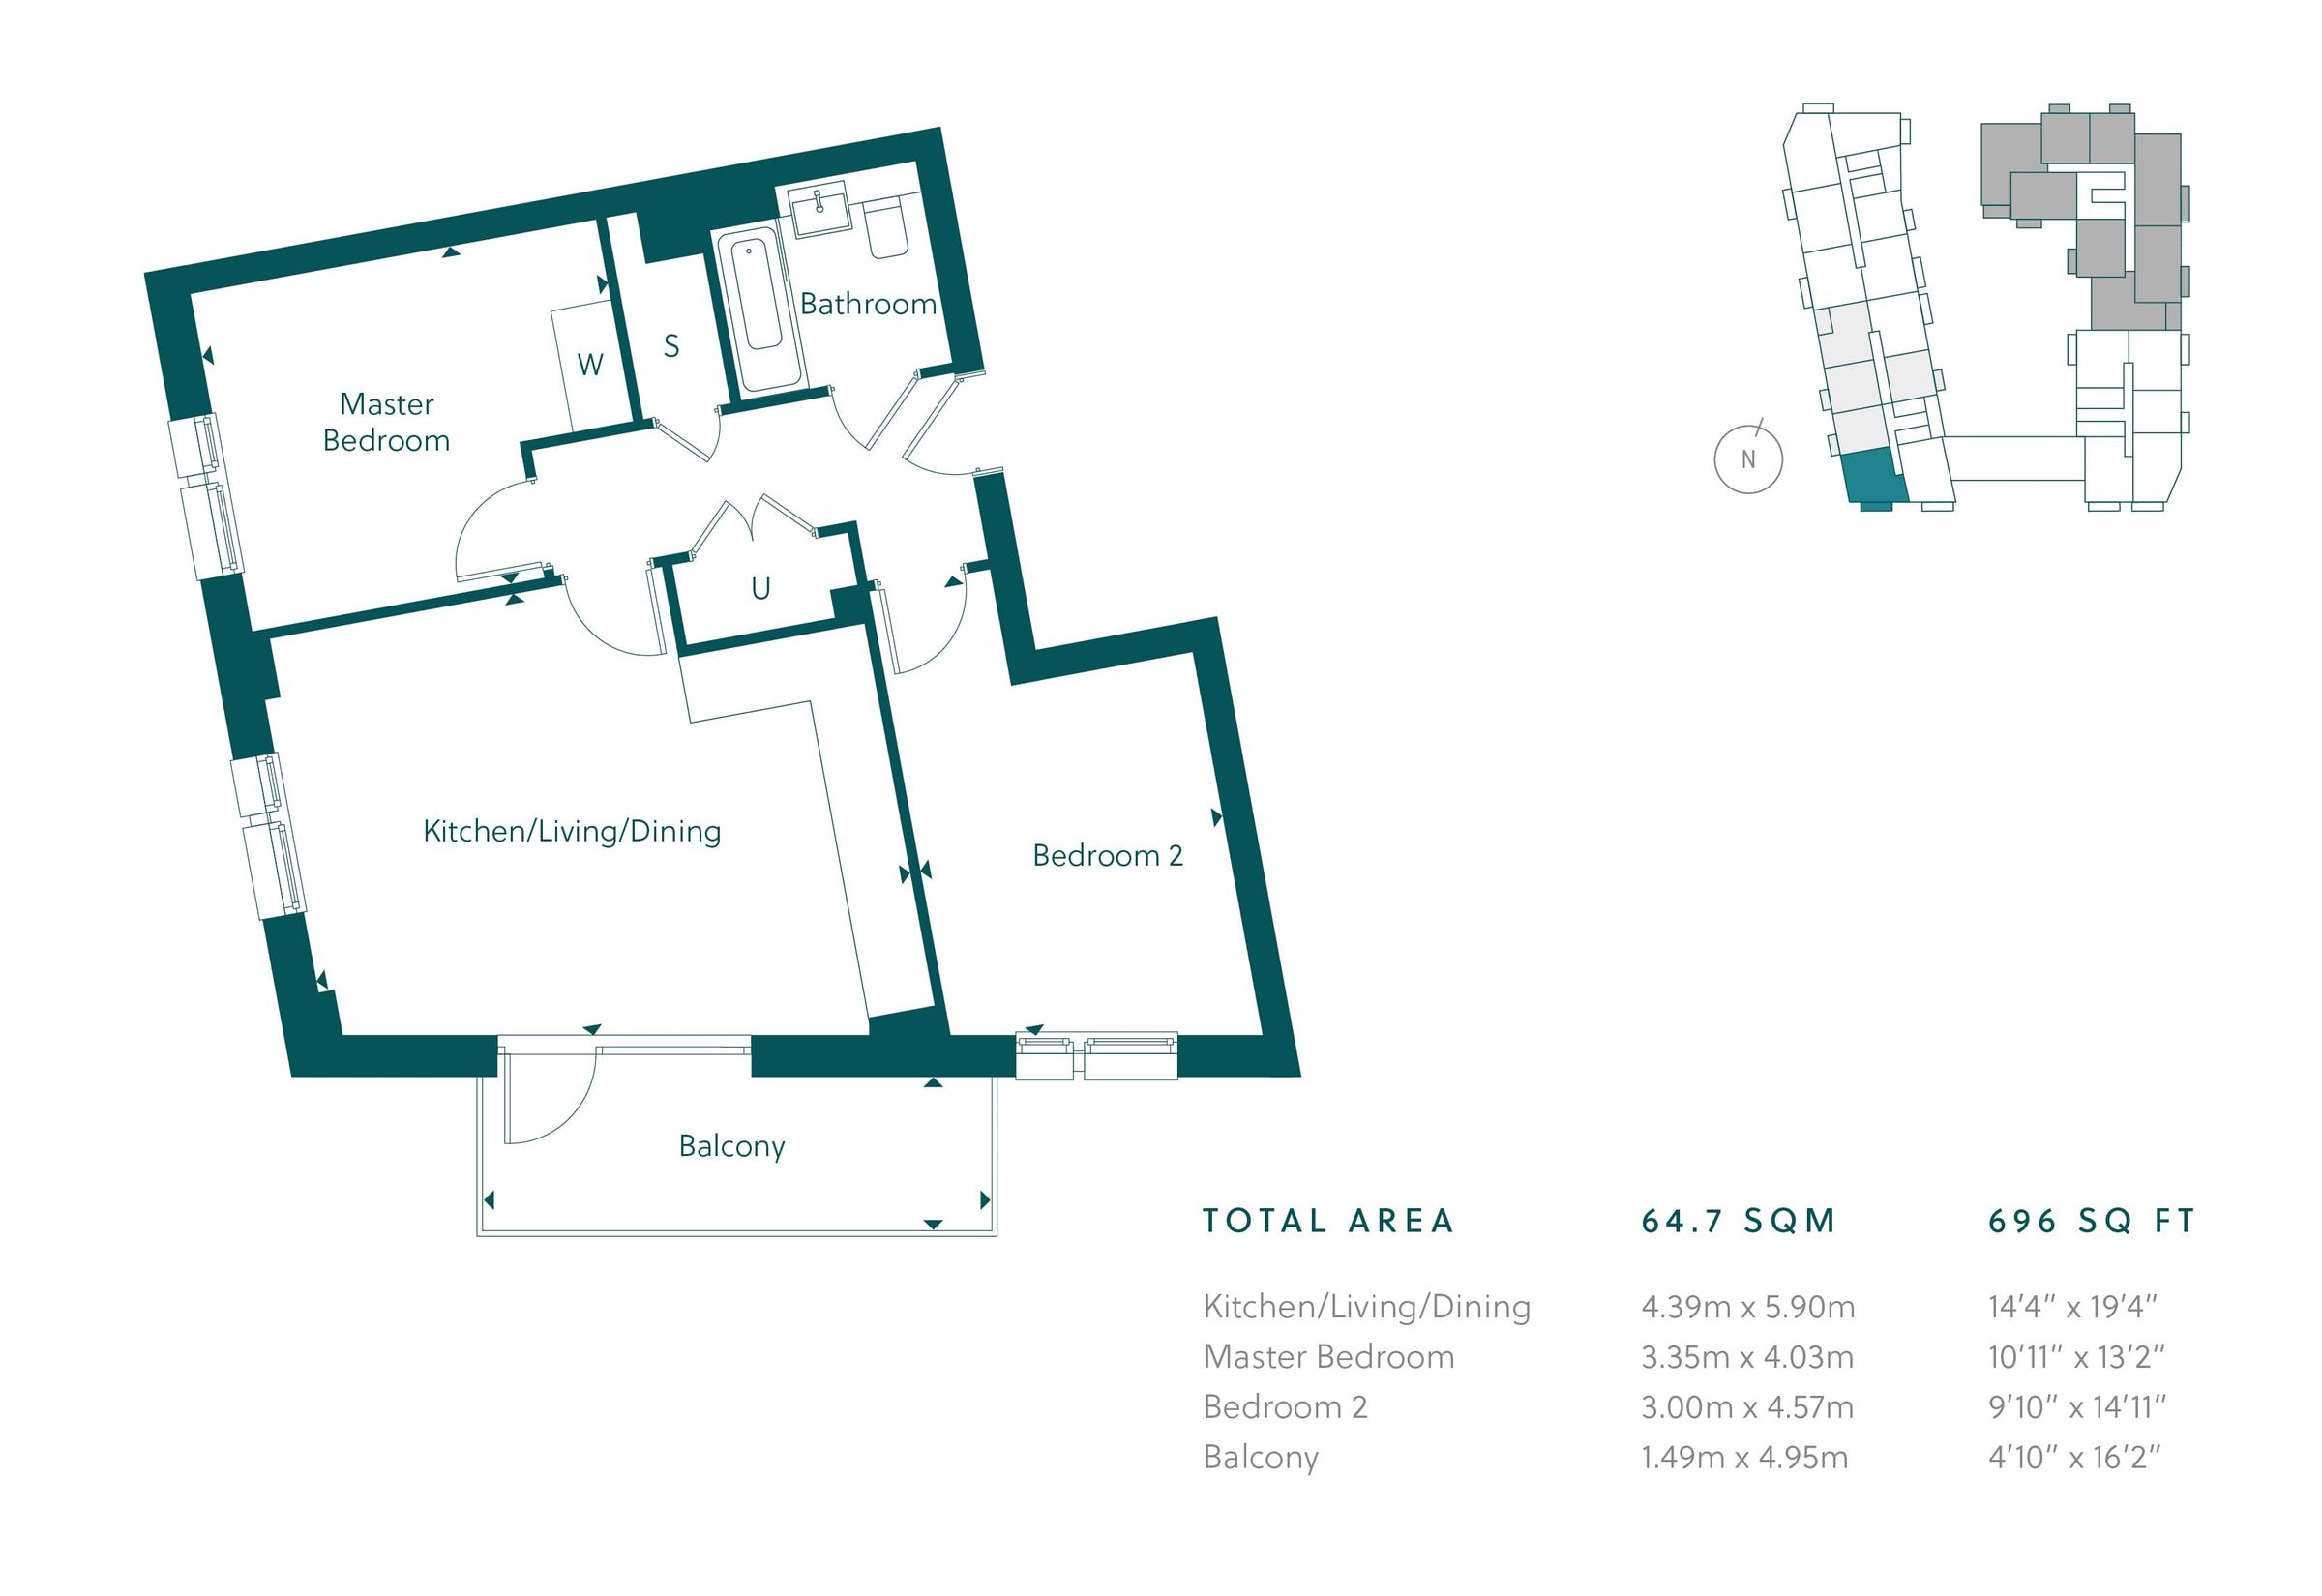 Bathroom
S
W
Master
Bedroom
U
Kitchen/Living/Dining
Bedroom 2
Balcony
N
TOTAL AREA 64.7 SQM 696 SQ FT
Kitchen/Living/Dining 4.39m x 5.90m 14'4" x 19'4"
Master Bedroom 3.35m x 4.03m 10'11" x 13'2"
Bedroom 2 3.00m x 4.57m 9'10" x 14'11"
Balcony 1.49m x 4.95m 4'10" x 16'2"